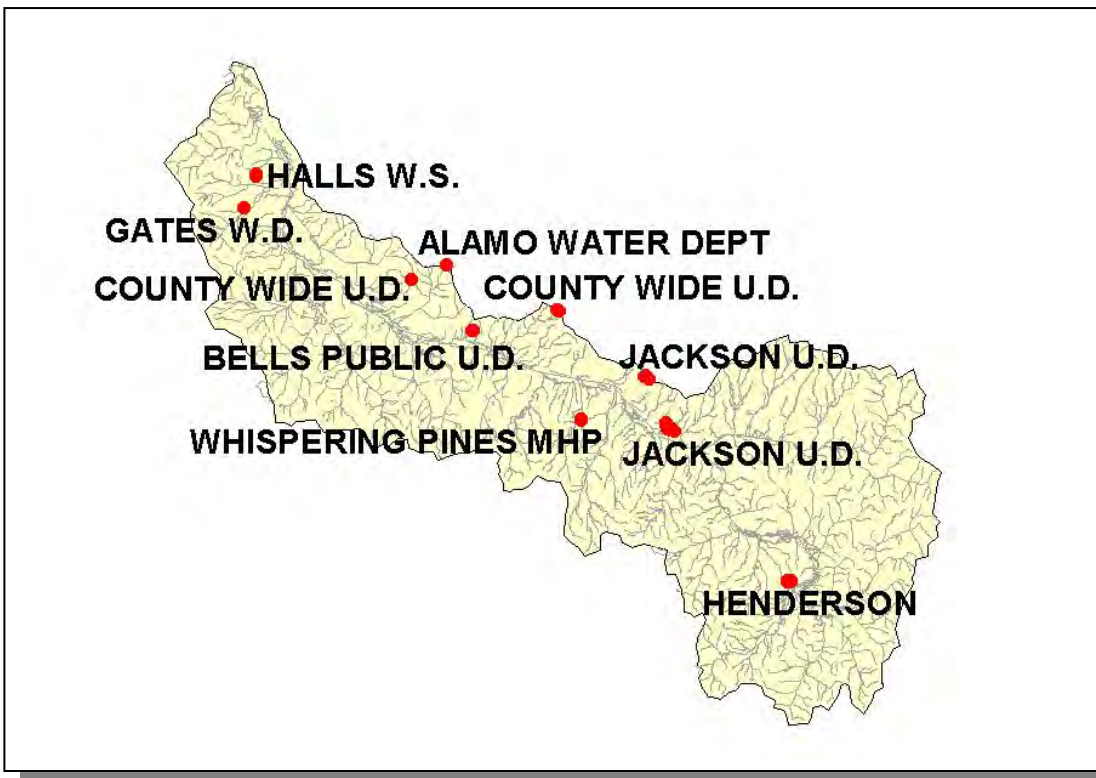 HALLS W.S.
GATES W.D.
ALAMO WATER DEPT
COUNTY WIDE U.D.
COUNTY WIDE U.D.
BELLS PUBLIC U.D.
JACKSON U.D.
WHISPERING PINES MHP
JACKSON U.D.
HENDERSON